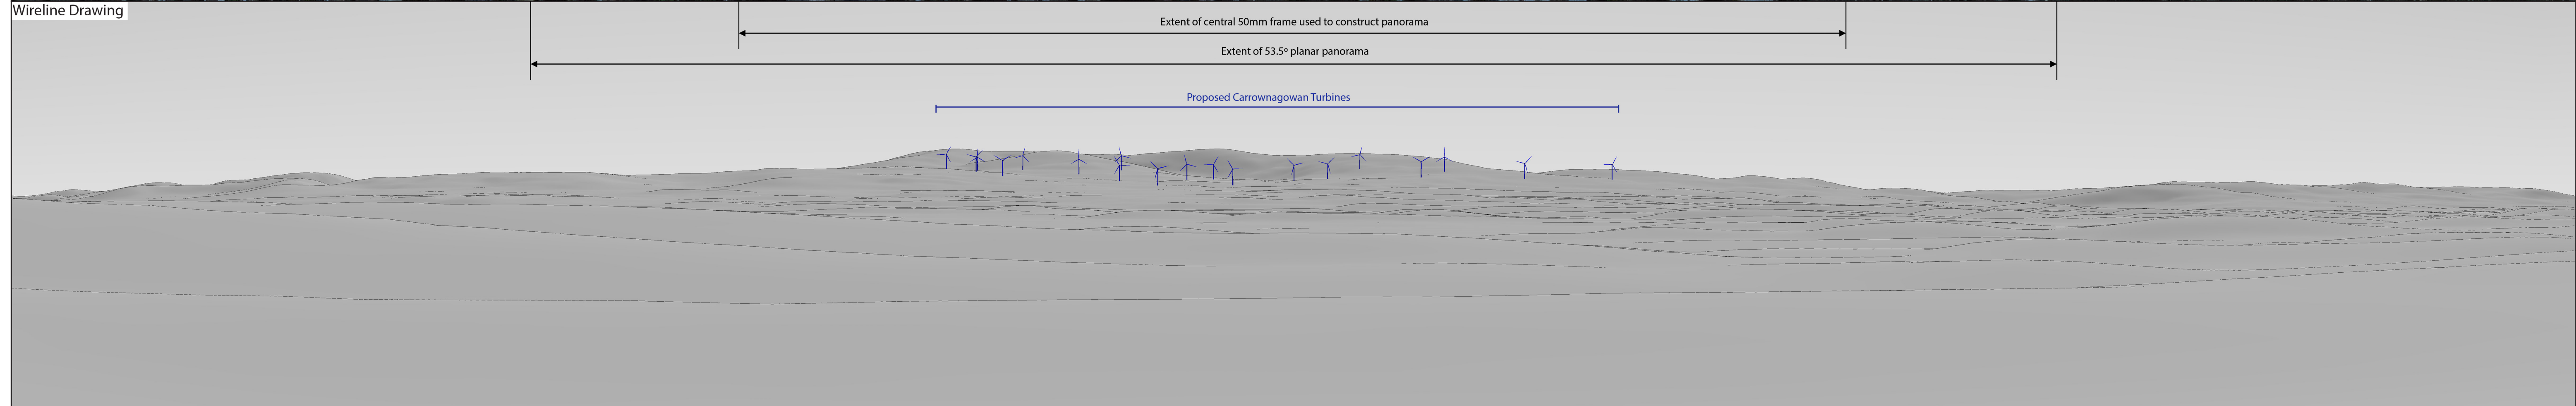 Wireline Drawing
Extent of central 50mm frame used to construct panorama
Extent of 53.5º planar panorama
Proposed Carrownagowan Turbines